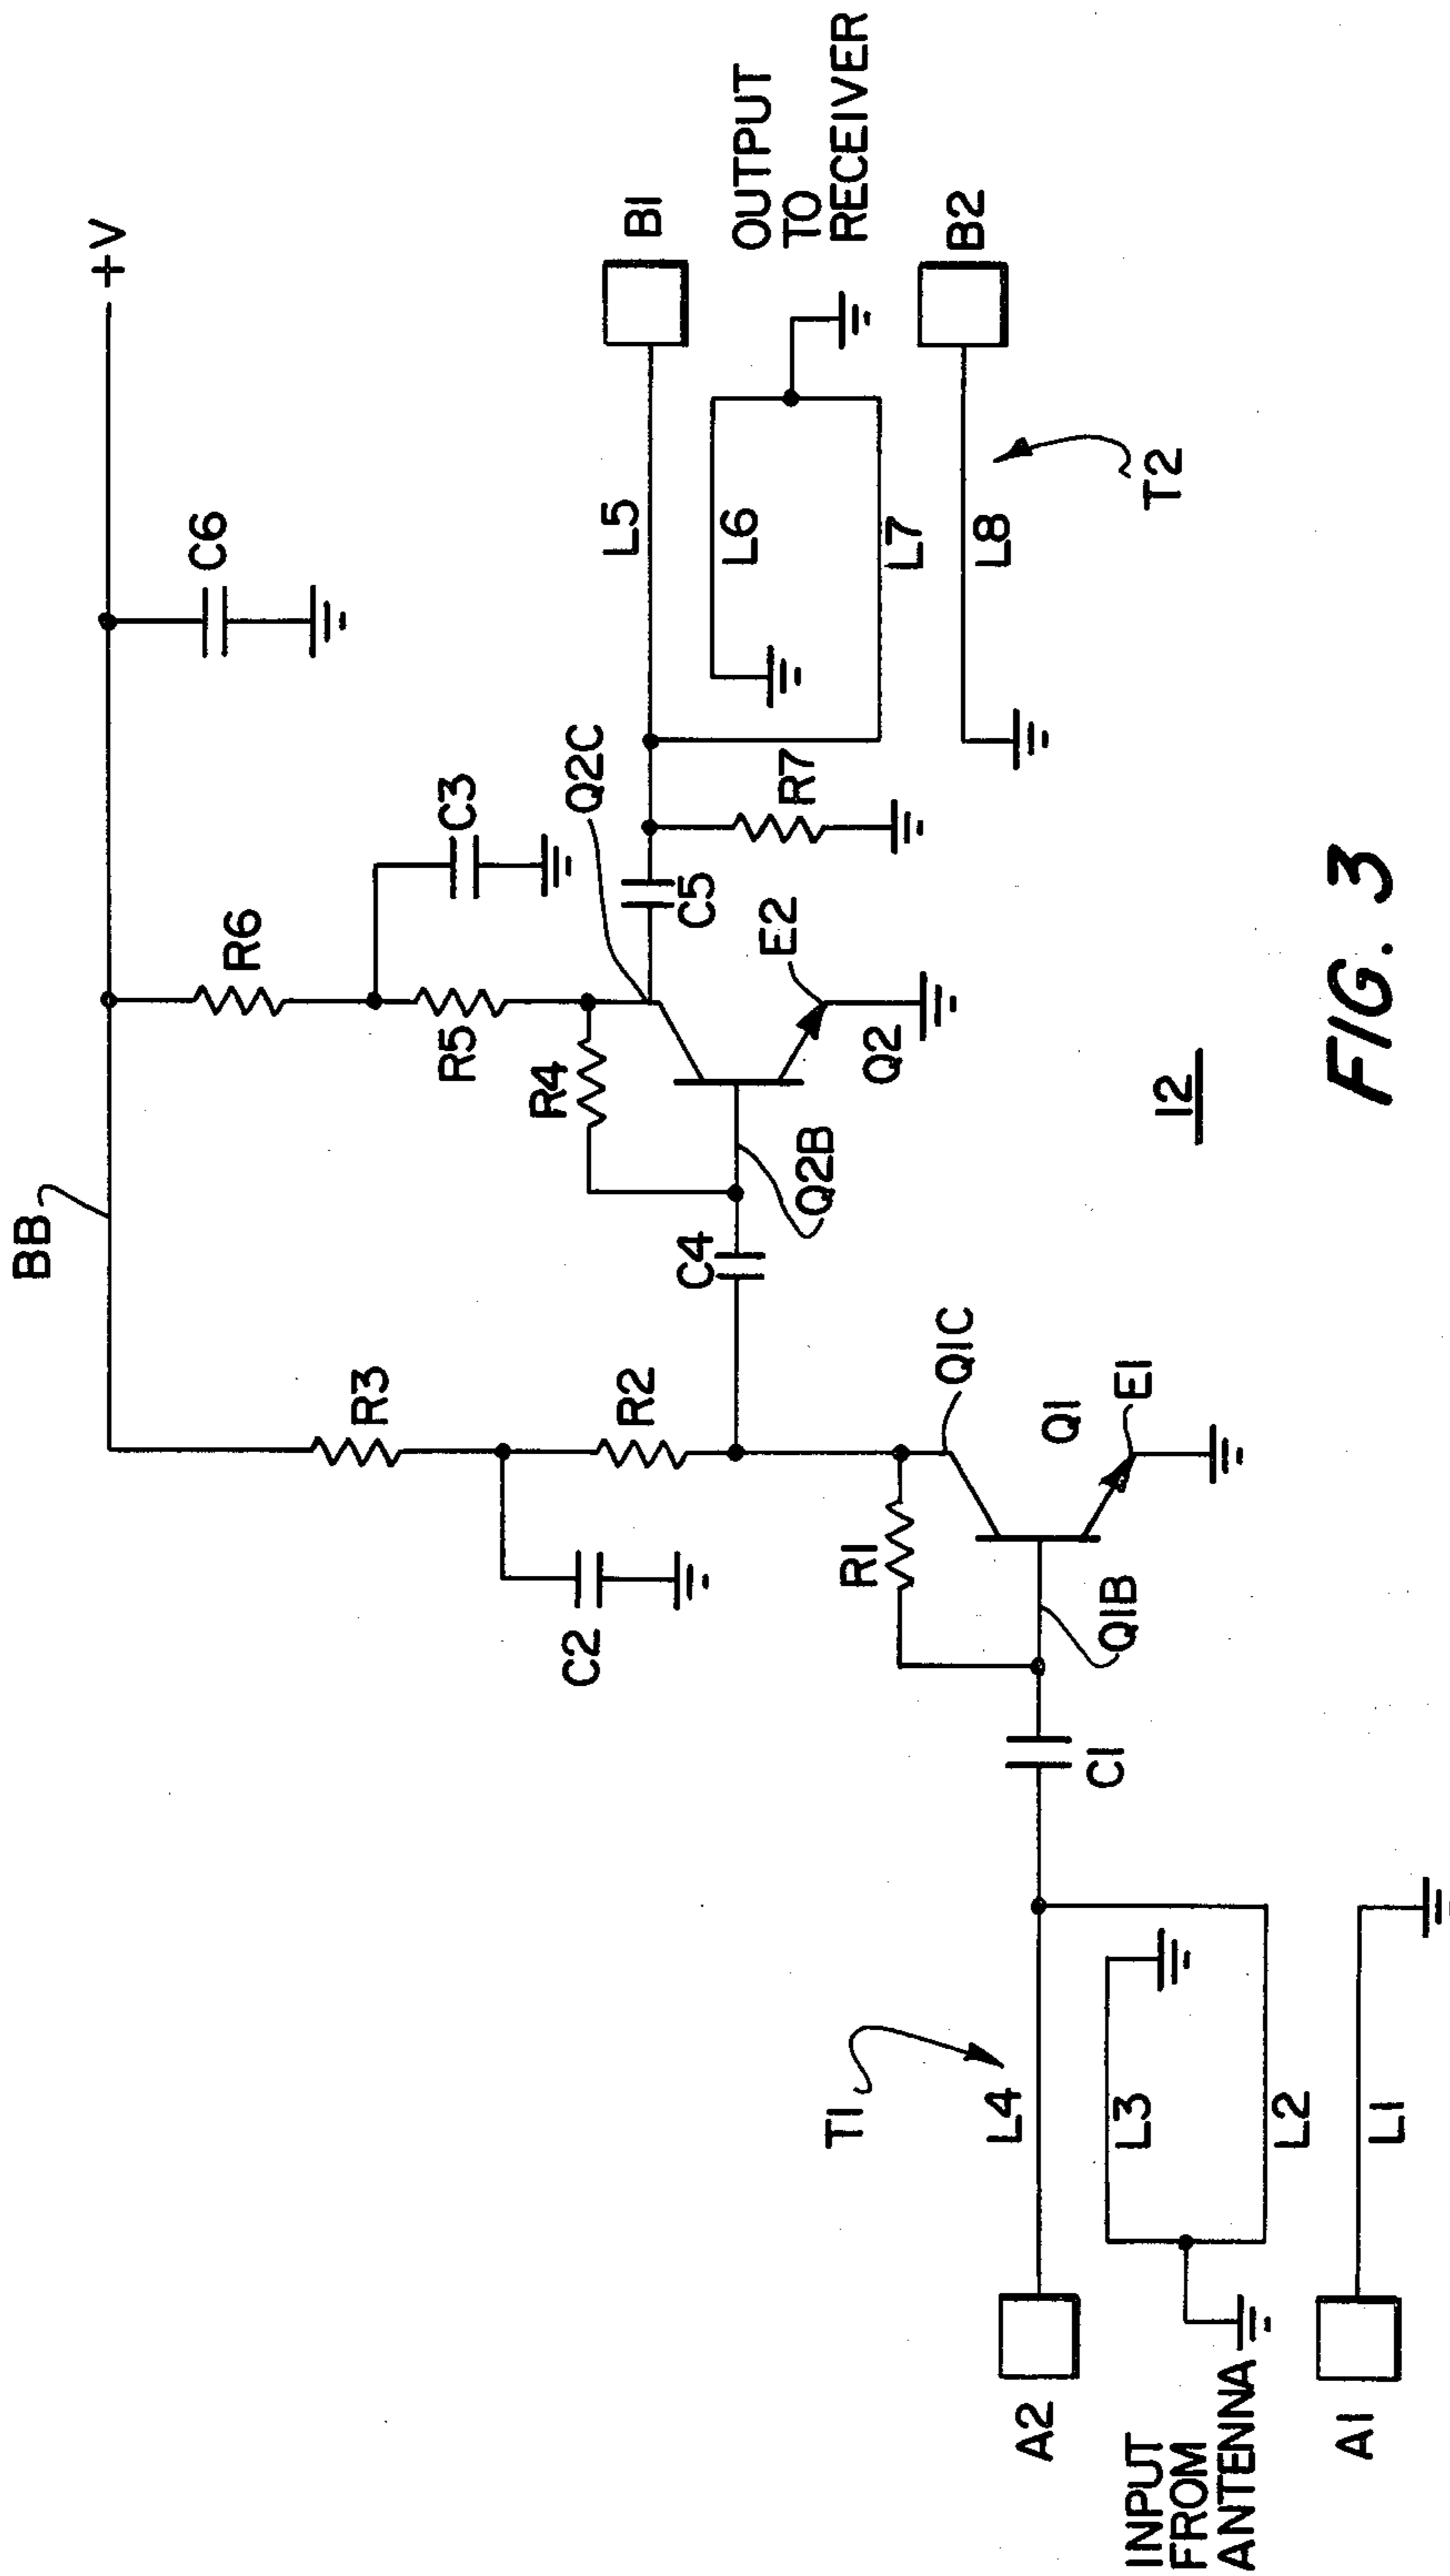 BB
+V
C6
R3
R6
C3
C2
R2
R5
Q2C
L5
B1
C4
R4
C5
R7
L6
OUTPUT
TO
RECEIVER
Q2B
E2
Q2
L7
L8
B2
T2
R1
Q1C
Q1
E1
Q1B
C1
T1
A2
L4
L3
L2
L1
INPUT
FROM
ANTENNA
A1
12
FIG. 3